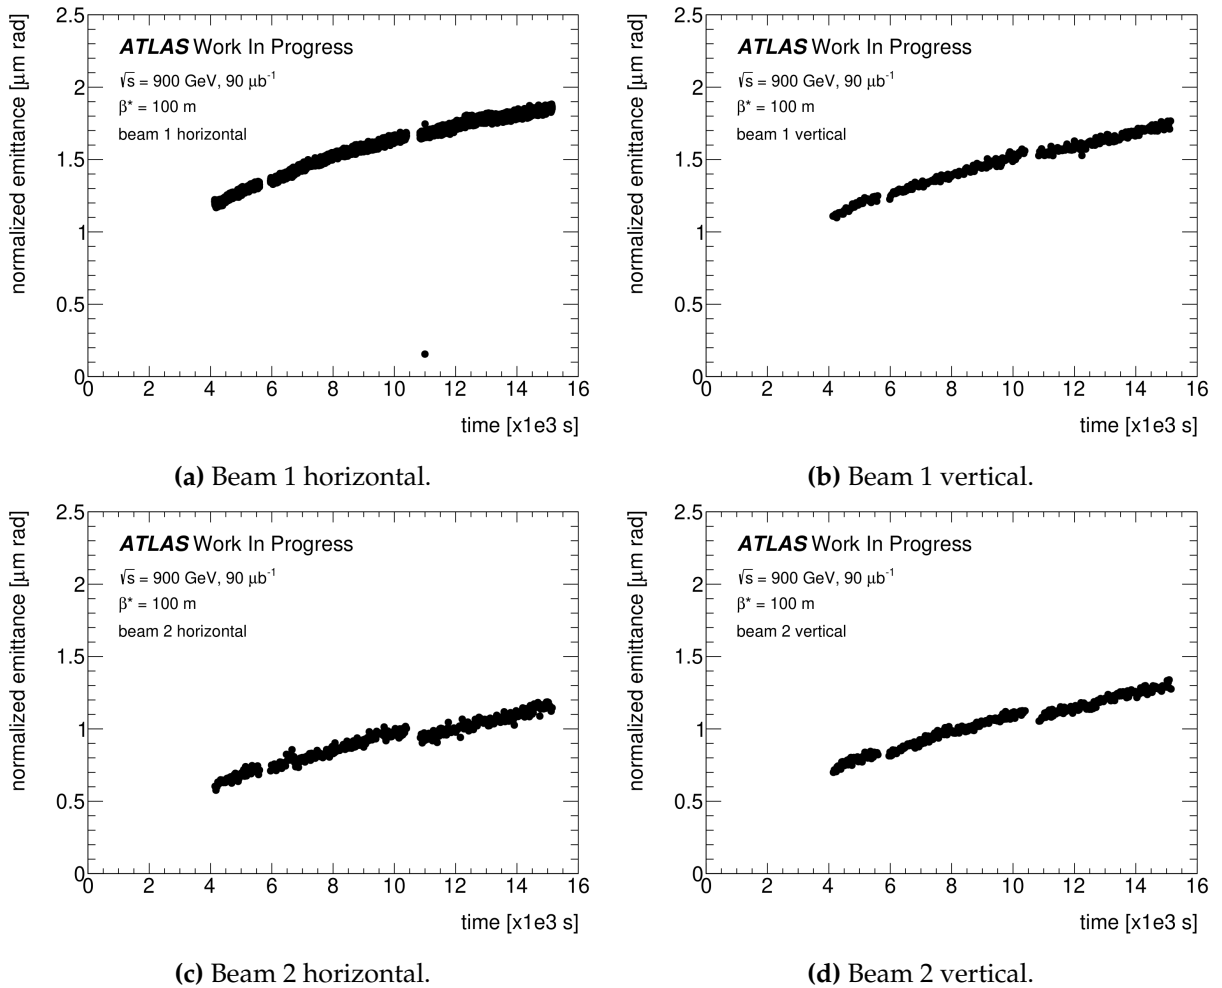 normalized emittance [μm rad]
2.5
2
1.5
1
0.5
0
ATLAS Work In Progress
√s = 900 GeV, 90 μb⁻¹
β* = 100 m
beam 1 horizontal
0 2 4 6 8 10 12 14 16
time [x1e3 s]
(a) Beam 1 horizontal.
normalized emittance [μm rad]
2.5
2
1.5
1
0.5
0
ATLAS Work In Progress
√s = 900 GeV, 90 μb⁻¹
β* = 100 m
beam 1 vertical
0 2 4 6 8 10 12 14 16
time [x1e3 s]
(b) Beam 1 vertical.
normalized emittance [μm rad]
2.5
2
1.5
1
0.5
0
ATLAS Work In Progress
√s = 900 GeV, 90 μb⁻¹
β* = 100 m
beam 2 horizontal
0 2 4 6 8 10 12 14 16
time [x1e3 s]
(c) Beam 2 horizontal.
normalized emittance [μm rad]
2.5
2
1.5
1
0.5
0
ATLAS Work In Progress
√s = 900 GeV, 90 μb⁻¹
β* = 100 m
beam 2 vertical
0 2 4 6 8 10 12 14 16
time [x1e3 s]
(d) Beam 2 vertical.